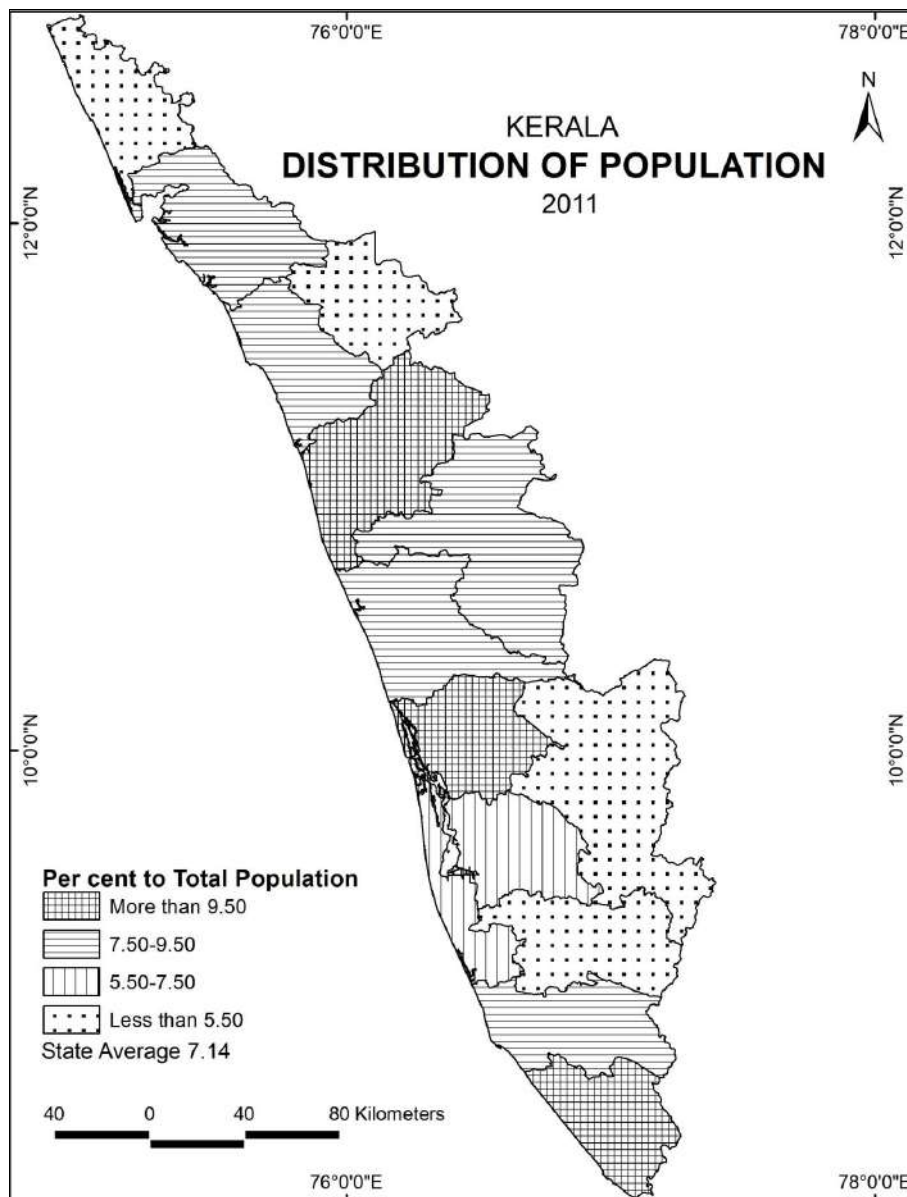 76°0'0"E 78°0'0"E
N
KERALA
DISTRIBUTION OF POPULATION
2011
12°0'0"N 12°0'0"N
10°0'0"N 10°0'0"N
Per cent to Total Population
More than 9.50
7.50-9.50
5.50-7.50
Less than 5.50
State Average 7.14
40 0 40 80 Kilometers
76°0'0"E 78°0'0"E